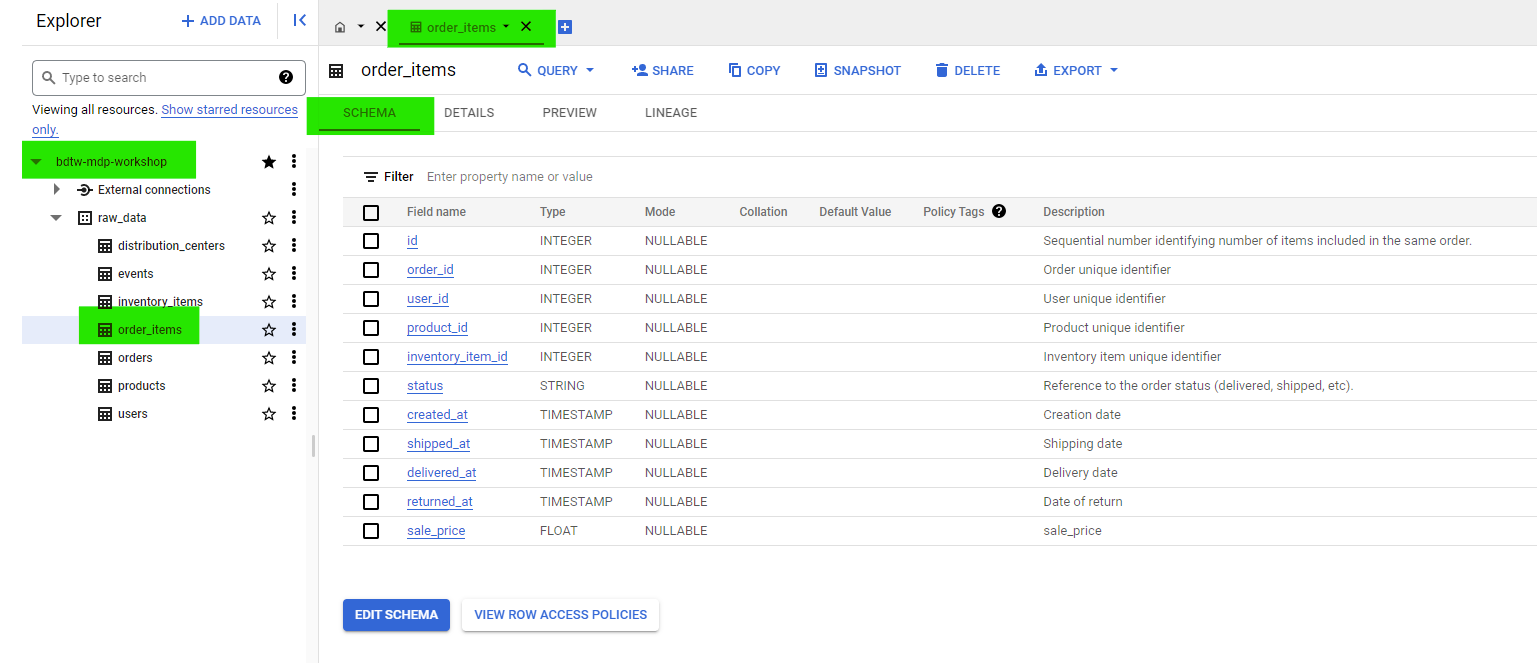 Explorer
ADD DATA
Type to search
Viewing all resources. Show starred resources
only.
bdtw-mdp-workshop
External connections
raw_data
distribution_centers
events
inventory_items
order_items
orders
products
users
order_items
order_items
QUERY
SHARE
COPY
SNAPSHOT
DELETE
EXPORT
SCHEMA DETAILS PREVIEW LINEAGE
Filter Enter property name or value
Field name Type Mode Collation Default Value Policy Tags Description
id INTEGER NULLABLE Sequential number identifying number of items included in the same order.
order_id INTEGER NULLABLE Order unique identifier
user_id INTEGER NULLABLE User unique identifier
product_id INTEGER NULLABLE Product unique identifier
inventory_item_id INTEGER NULLABLE Inventory item unique identifier
status STRING NULLABLE Reference to the order status (delivered, shipped, etc).
created_at TIMESTAMP NULLABLE Creation date
shipped_at TIMESTAMP NULLABLE Shipping date
delivered_at TIMESTAMP NULLABLE Delivery date
returned_at TIMESTAMP NULLABLE Date of return
sale_price FLOAT NULLABLE sale_price
EDIT SCHEMA VIEW ROW ACCESS POLICIES